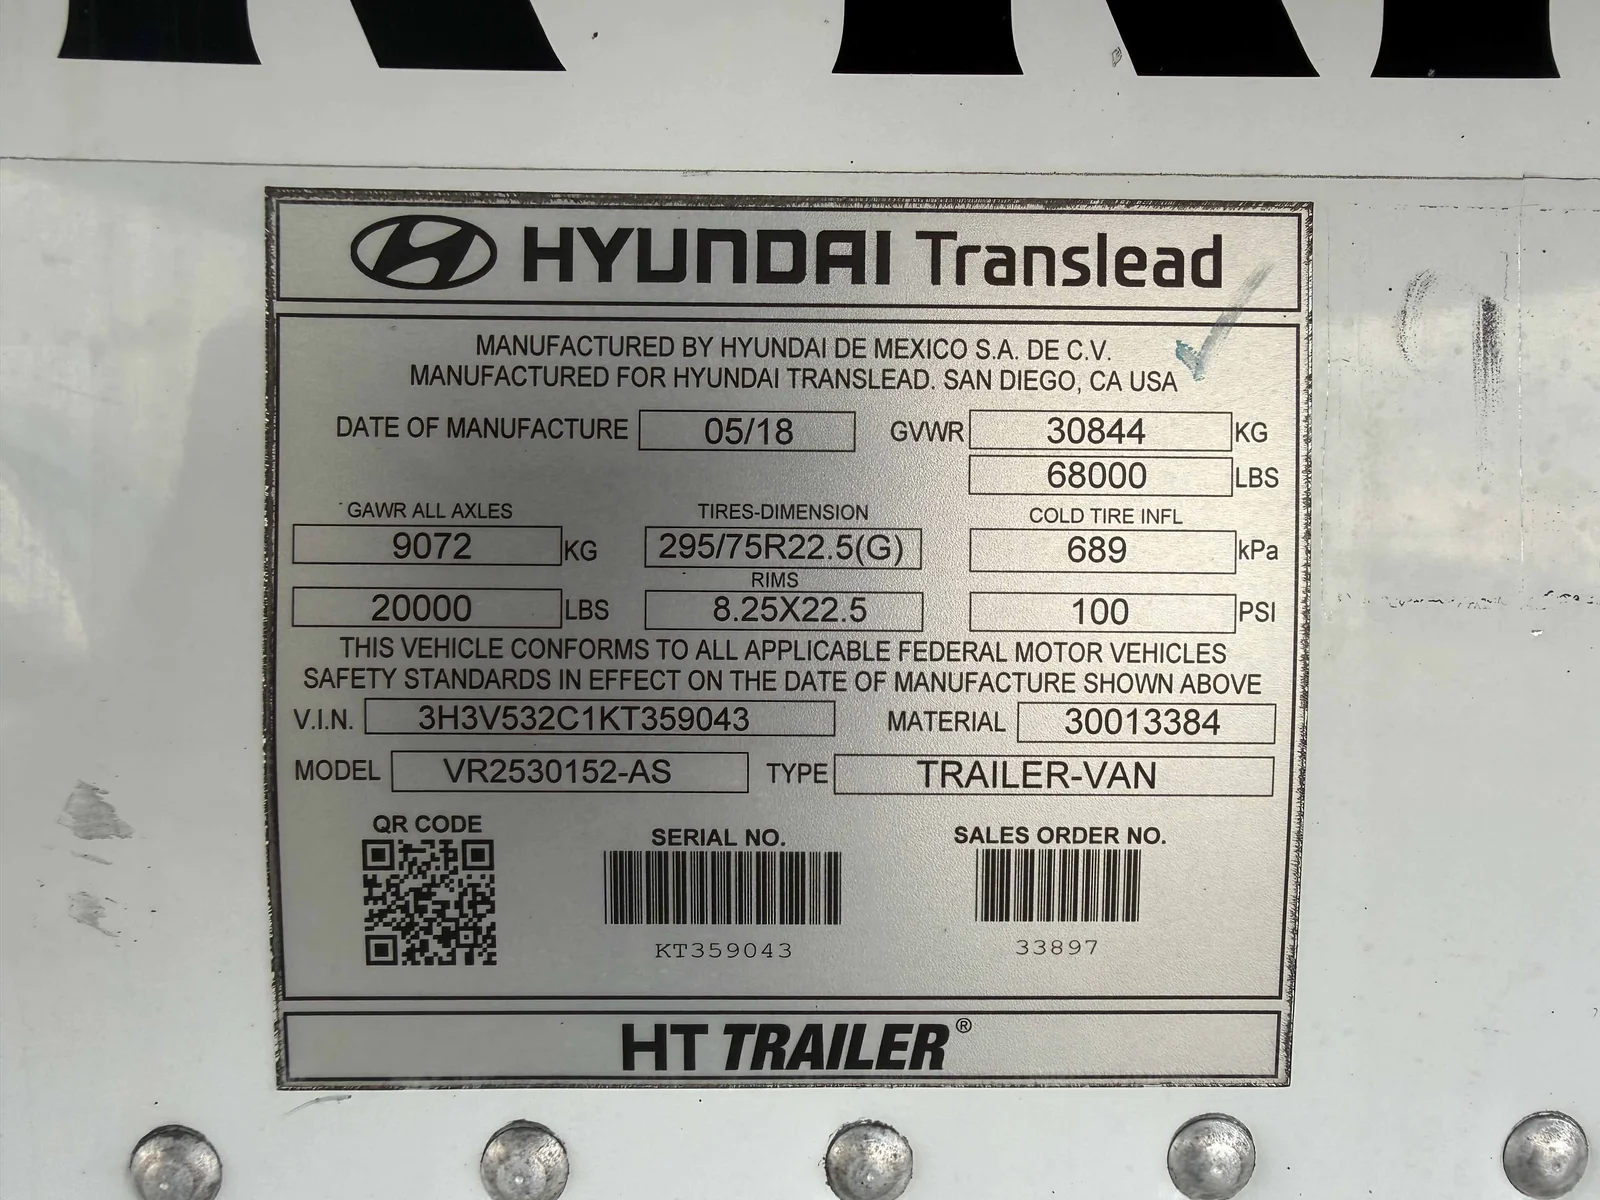 HYUNDAI Translead
MANUFACTURED BY HYUNDAI DE MEXICO S.A. DE C.V.
MANUFACTURED FOR HYUNDAI TRANSLEAD. SAN DIEGO, CA USA
DATE OF MANUFACTURE 05/18 GVWR 30844 KG
68000 LBS
GAWR ALL AXLES TIRES-DIMENSION COLD TIRE INFL
9072 KG 295/75R22.5(G) 689 kPa
RIMS
20000 LBS 8.25X22.5 100 PSI
THIS VEHICLE CONFORMS TO ALL APPLICABLE FEDERAL MOTOR VEHICLES
SAFETY STANDARDS IN EFFECT ON THE DATE OF MANUFACTURE SHOWN ABOVE
V.I.N. 3H3V532C1KT359043 MATERIAL 30013384
MODEL VR2530152-AS TYPE TRAILER-VAN
QR CODE SERIAL NO. SALES ORDER NO.
KT359043 33897
HT TRAILER®